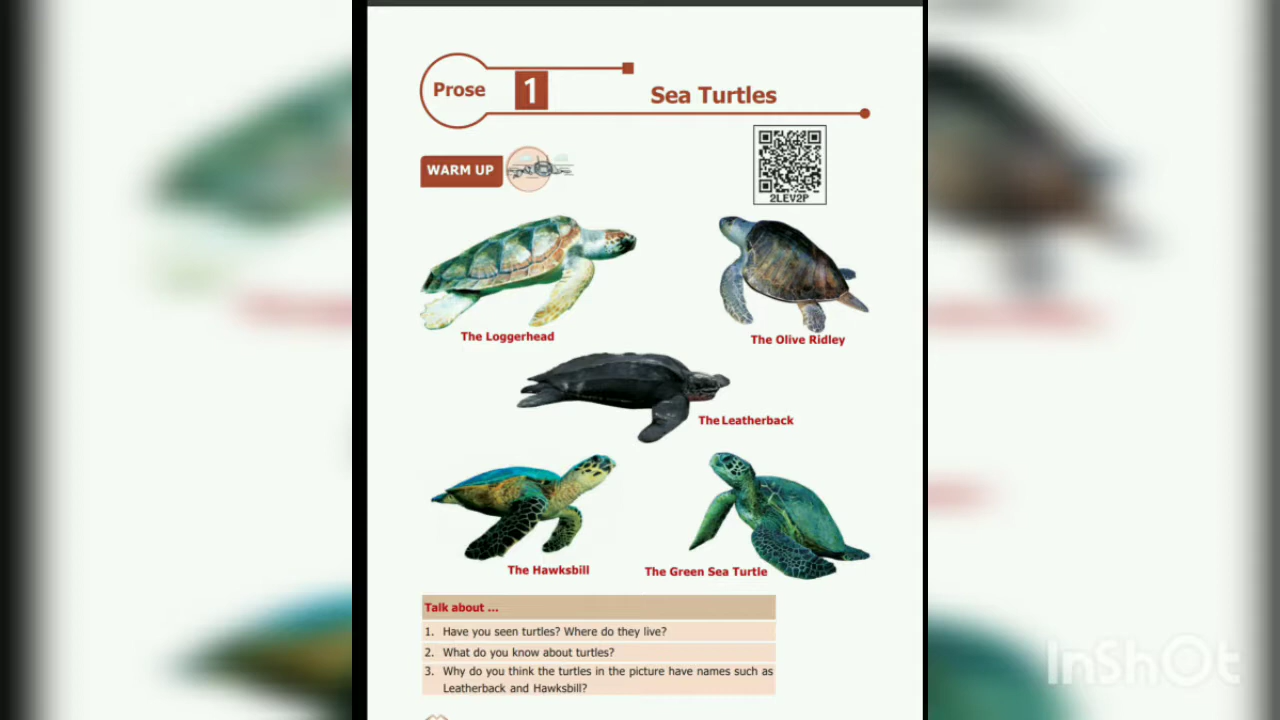 Prose 1 Sea Turtles
WARM UP
2LEV2P
The Loggerhead
The Olive Ridley
The Leatherback
The Hawksbill
The Green Sea Turtle
Talk about ...
1. Have you seen turtles? Where do they live?
2. What do you know about turtles?
3. Why do you think the turtles in the picture have names such as
Leatherback and Hawksbill?
InShOt